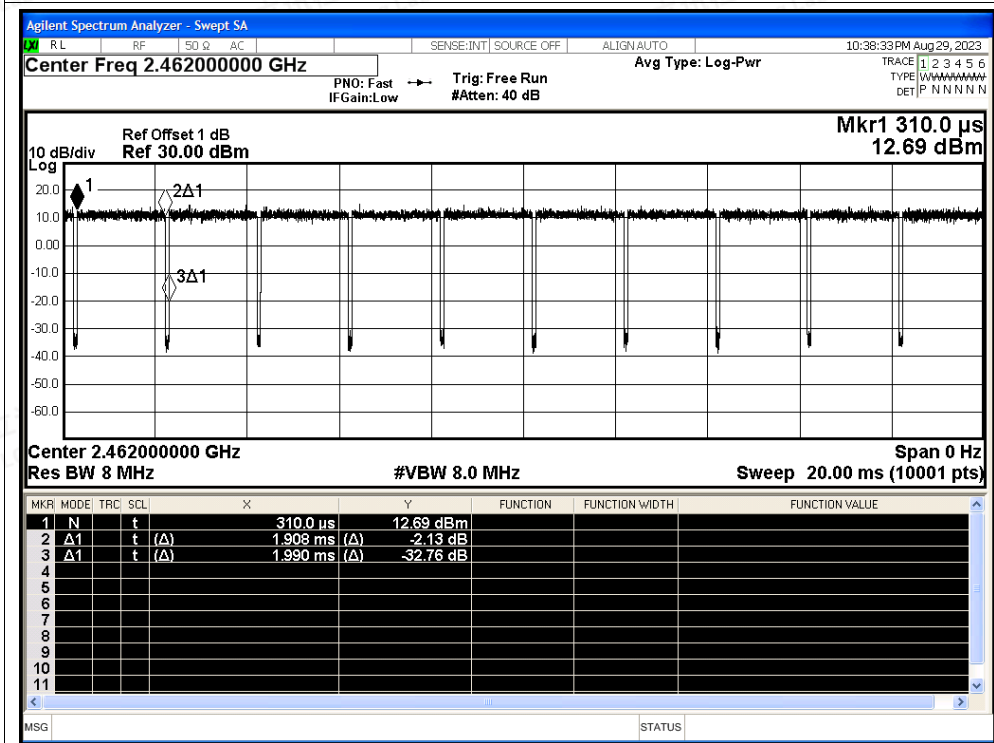 Agilent Spectrum Analyzer - Swept SA
LXI RL RF 50 Ω AC SENSE:INT SOURCE OFF ALIGN AUTO 10:38:33 PM Aug 29, 2023
Center Freq 2.462000000 GHz
PNO: Fast
IFGain:Low
Trig: Free Run
#Atten: 40 dB
Avg Type: Log-Pwr
TRACE 1 2 3 4 5 6
TYPE W
DET P N N N N N
Ref Offset 1 dB
10 dB/div Ref 30.00 dBm
Log
Mkr1 310.0 µs
12.69 dBm
20.0
10.0
0.00
-10.0
-20.0
-30.0
-40.0
-50.0
-60.0
1
2Δ1
3Δ1
Center 2.462000000 GHz Span 0 Hz
Res BW 8 MHz #VBW 8.0 MHz Sweep 20.00 ms (10001 pts)
MKR MODE TRC SCL X Y FUNCTION FUNCTION WIDTH FUNCTION VALUE
1 N t 310.0 µs 12.69 dBm
2 Δ1 t (Δ) 1.908 ms (Δ) -2.13 dB
3 Δ1 t (Δ) 1.990 ms (Δ) -32.76 dB
4
5
6
7
8
9
10
11
MSG STATUS